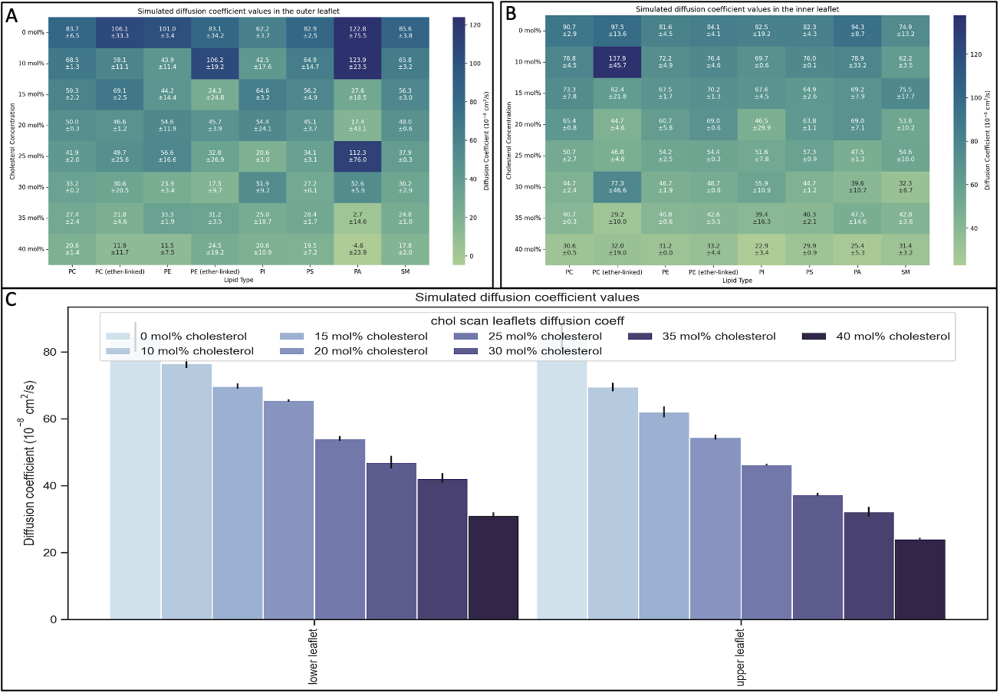 A
Simulated diffusion coefficient values in the outer leaflet
Cholesterol Concentration
0 mol% 83.7 ±6.5 106.1 ±33.3 101.0 ±3.4 83.1 ±34.2 62.2 ±3.7 82.9 ±2.5 122.8 ±75.5 85.6 ±3.8
10 mol% 68.5 ±1.3 59.1 ±11.1 43.9 ±11.4 106.2 ±19.2 42.5 ±17.6 64.9 ±14.7 123.9 ±23.5 65.8 ±3.2
15 mol% 59.3 ±2.2 69.1 ±2.5 44.2 ±14.4 24.3 ±24.8 64.6 ±3.2 56.2 ±4.9 27.6 ±18.5 56.3 ±3.0
20 mol% 50.0 ±0.3 46.6 ±1.2 54.6 ±11.9 45.7 ±3.9 54.4 ±24.1 45.1 ±3.7 17.4 ±43.1 48.0 ±0.6
25 mol% 41.9 ±2.0 49.7 ±25.6 56.6 ±16.6 32.8 ±26.9 20.6 ±1.0 34.1 ±3.1 112.3 ±76.0 37.9 ±0.3
30 mol% 33.2 ±0.2 30.6 ±20.5 23.9 ±3.4 17.5 ±9.7 51.9 ±9.2 27.2 ±0.1 52.6 ±5.9 30.2 ±2.9
35 mol% 27.4 ±2.4 21.8 ±4.6 33.3 ±1.9 31.2 ±3.5 25.0 ±18.7 28.4 ±1.7 2.7 ±14.6 24.8 ±1.0
40 mol% 20.6 ±1.4 11.9 ±11.7 11.5 ±7.5 24.5 ±19.2 20.6 ±10.9 19.5 ±7.2 -4.6 ±23.9 17.8 ±2.0
PC PC (ether-linked) PE PE (ether-linked) PI PS PA SM
Lipid Type
120
100
80
60
40
20
0
Diffusion Coefficient (10⁻⁸ cm²/s)
B
Simulated diffusion coefficient values in the inner leaflet
Cholesterol Concentration
0 mol% 90.7 ±2.9 97.5 ±13.6 81.6 ±4.5 84.1 ±4.1 82.5 ±19.2 82.3 ±4.3 94.3 ±8.7 74.9 ±13.2
10 mol% 78.8 ±4.5 137.9 ±45.7 72.2 ±4.9 76.4 ±4.6 69.7 ±0.6 76.0 ±0.1 78.9 ±33.2 62.2 ±3.5
15 mol% 73.3 ±7.8 62.4 ±21.8 67.5 ±1.7 70.2 ±1.3 67.6 ±4.5 64.9 ±2.6 69.2 ±7.9 75.5 ±17.7
20 mol% 65.4 ±0.8 44.7 ±4.6 60.7 ±5.8 69.0 ±0.6 46.5 ±29.9 63.8 ±1.1 69.0 ±7.1 53.8 ±10.2
25 mol% 50.7 ±2.7 46.8 ±4.6 54.2 ±2.5 54.4 ±0.3 51.6 ±7.8 57.3 ±0.9 47.5 ±1.2 54.6 ±10.0
30 mol% 44.7 ±2.4 77.3 ±46.6 46.7 ±1.9 48.7 ±0.8 55.9 ±10.9 44.7 ±1.2 39.6 ±10.7 32.3 ±6.7
35 mol% 40.7 ±0.3 29.2 ±10.0 40.8 ±0.6 42.6 ±3.5 39.4 ±16.3 40.3 ±2.1 47.5 ±14.6 42.8 ±3.8
40 mol% 30.6 ±0.5 32.0 ±19.0 31.2 ±0.0 33.2 ±4.4 22.9 ±3.4 29.9 ±0.9 25.4 ±5.3 31.4 ±3.2
PC PC (ether-linked) PE PE (ether-linked) PI PS PA SM
Lipid Type
120
100
80
60
40
Diffusion Coefficient (10⁻⁸ cm²/s)
C
Simulated diffusion coefficient values
chol scan leaflets diffusion coeff
0 mol% cholesterol 15 mol% cholesterol 25 mol% cholesterol 35 mol% cholesterol 40 mol% cholesterol
10 mol% cholesterol 20 mol% cholesterol 30 mol% cholesterol
Diffusion coefficient (10⁻⁸ cm²/s)
80
60
40
20
0
lower leaflet
upper leaflet